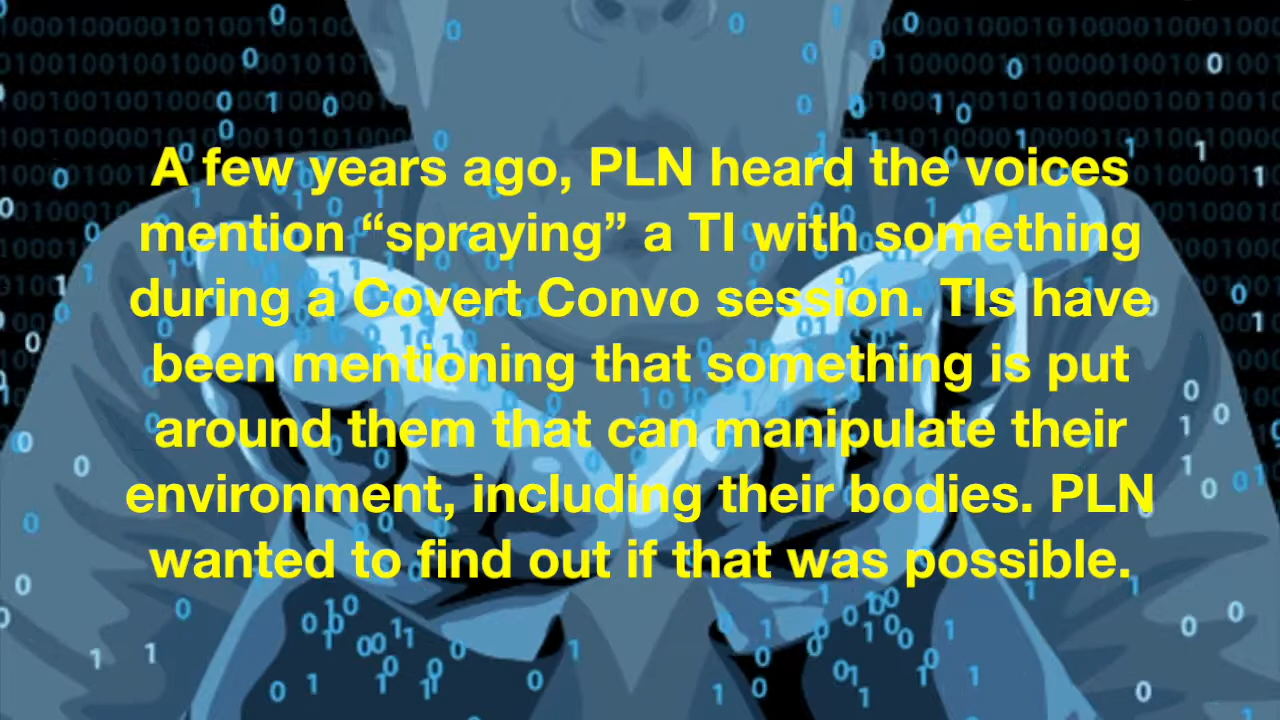 A few years ago, PLN heard the voices
mention “spraying” a TI with something
during a Covert Convo session. TIs have
been mentioning that something is put
around them that can manipulate their
environment, including their bodies. PLN
wanted to find out if that was possible.